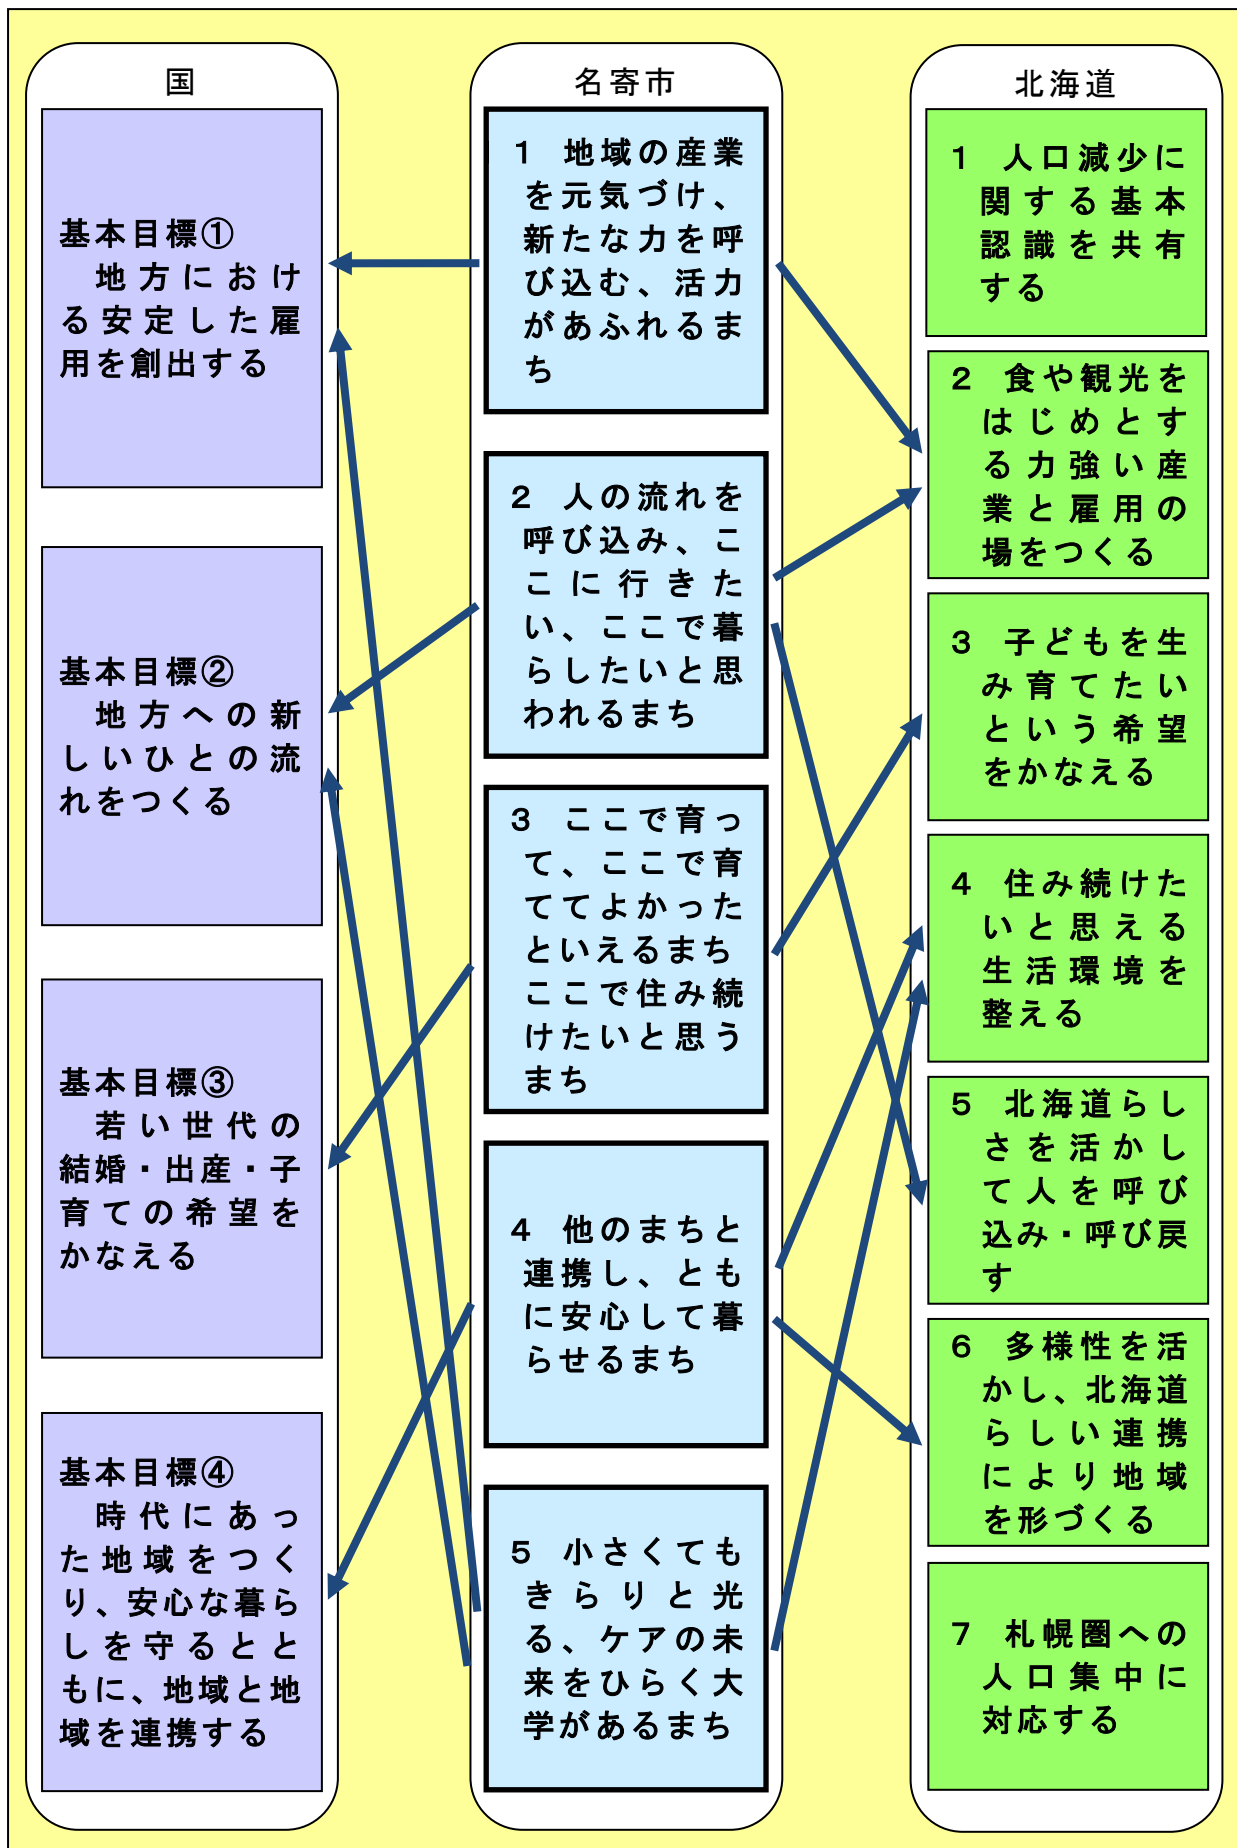 国
基本目標①
地方におけ
る安定した雇
用を創出する
基本目標②
地方への新
しいひとの流
れをつくる
基本目標③
若い世代の
結婚・出産・子
育ての希望を
かなえる
基本目標④
時代にあっ
た地域をつく
り、安心な暮ら
しを守るとと
もに、地域と地
域を連携する
名寄市
1 地域の産業
を元気づけ、
新たな力を呼
び込む、活力
があふれるま
ち
2 人の流れを
呼び込み、こ
こに行きた
い、ここで暮
らしたいと思
われるまち
3 ここで育っ
て、ここで育
ててよかった
といえるまち
ここで住み続
けたいと思う
まち
4 他のまちと
連携し、とも
に安心して暮
らせるまち
5 小さくても
きらりと光
る、ケアの未
来をひらく大
学があるまち
北海道
1 人口減少に
関する基本
認識を共有
する
2 食や観光を
はじめとす
る力強い産
業と雇用の
場をつくる
3 子どもを生
み育てたい
という希望
をかなえる
4 住み続けた
いと思える
生活環境を
整える
5 北海道らし
さを活かし
て人を呼び
込み・呼び戻
す
6 多様性を活
かし、北海道
らしい連携
により地域
を形づくる
7 札幌圏への
人口集中に
対応する